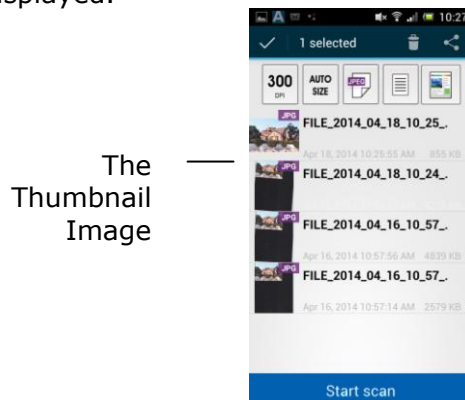 The
Thumbnail
Image
10:27
1 selected
300
DPI
AUTO
SIZE
JPEG
JPG
FILE_2014_04_18_10_25_.
Apr 18, 2014 10:25:55 AM 855 KB
JPG
FILE_2014_04_18_10_24_.
JPG
FILE_2014_04_16_10_57_.
Apr 16, 2014 10:57:56 AM 4839 KB
JPG
FILE_2014_04_16_10_57_.
Apr 16, 2014 10:57:14 AM 2579 KB
Start scan